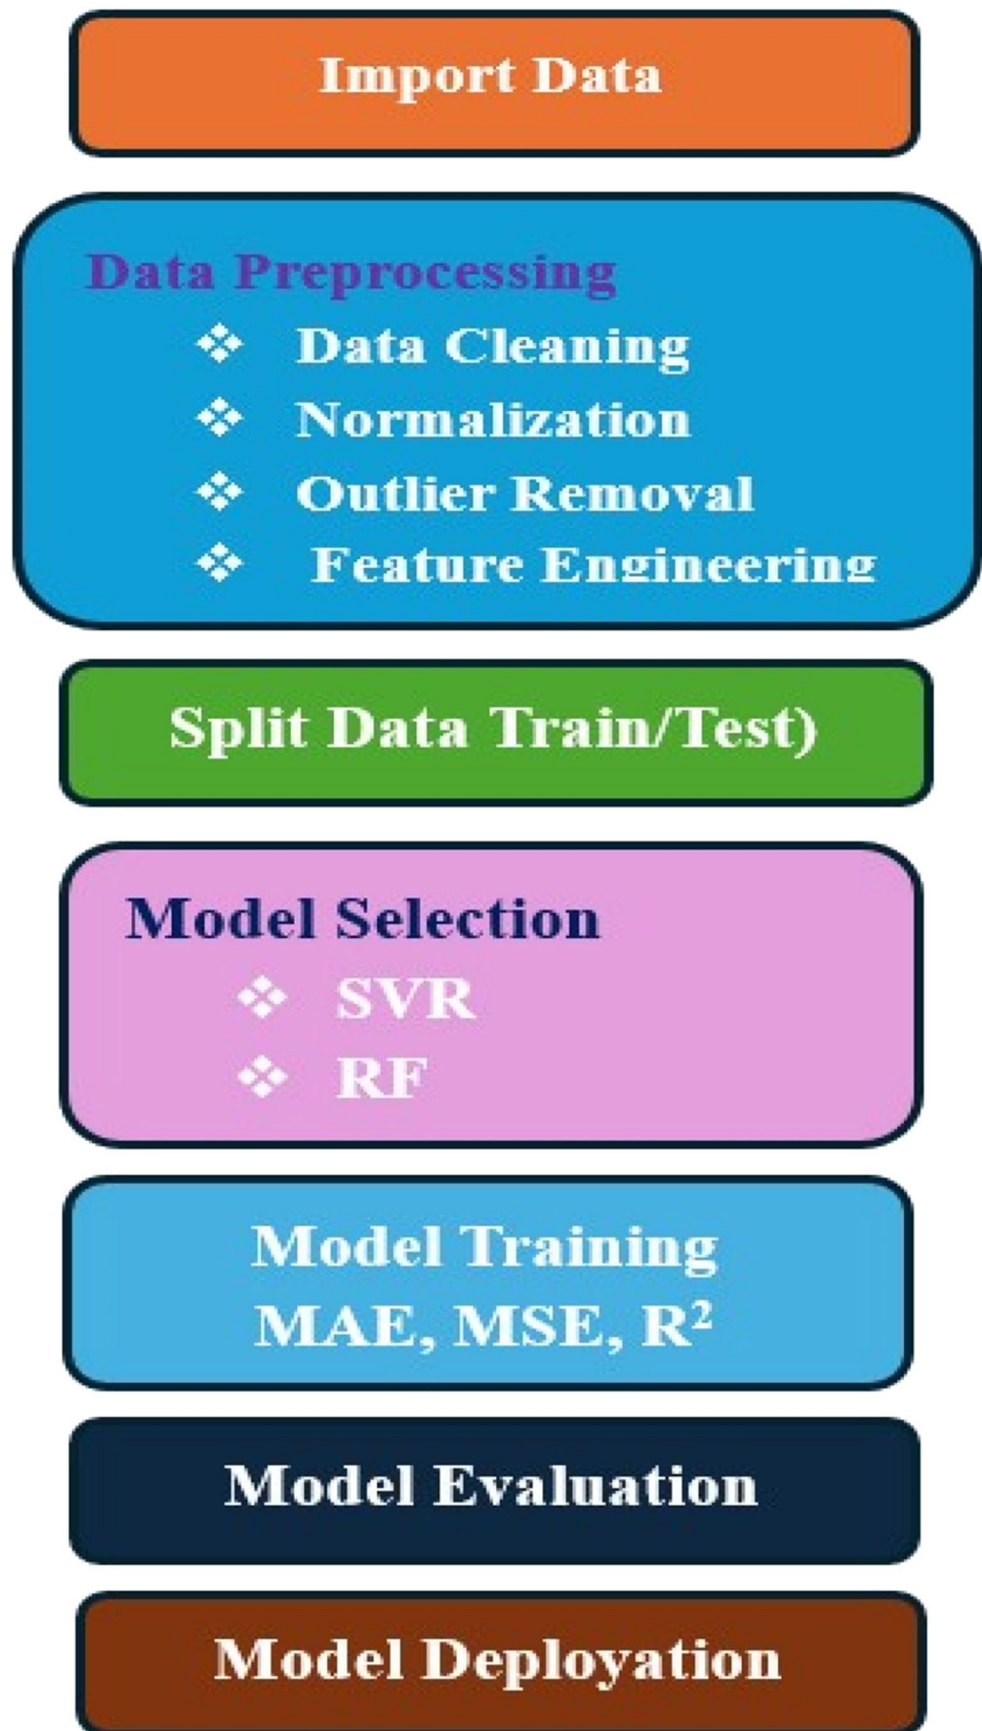 Import Data
Data Preprocessing
❖ Data Cleaning
❖ Normalization
❖ Outlier Removal
❖ Feature Engineering
Split Data Train/Test)
Model Selection
❖ SVR
❖ RF
Model Training
MAE, MSE, R²
Model Evaluation
Model Deployation